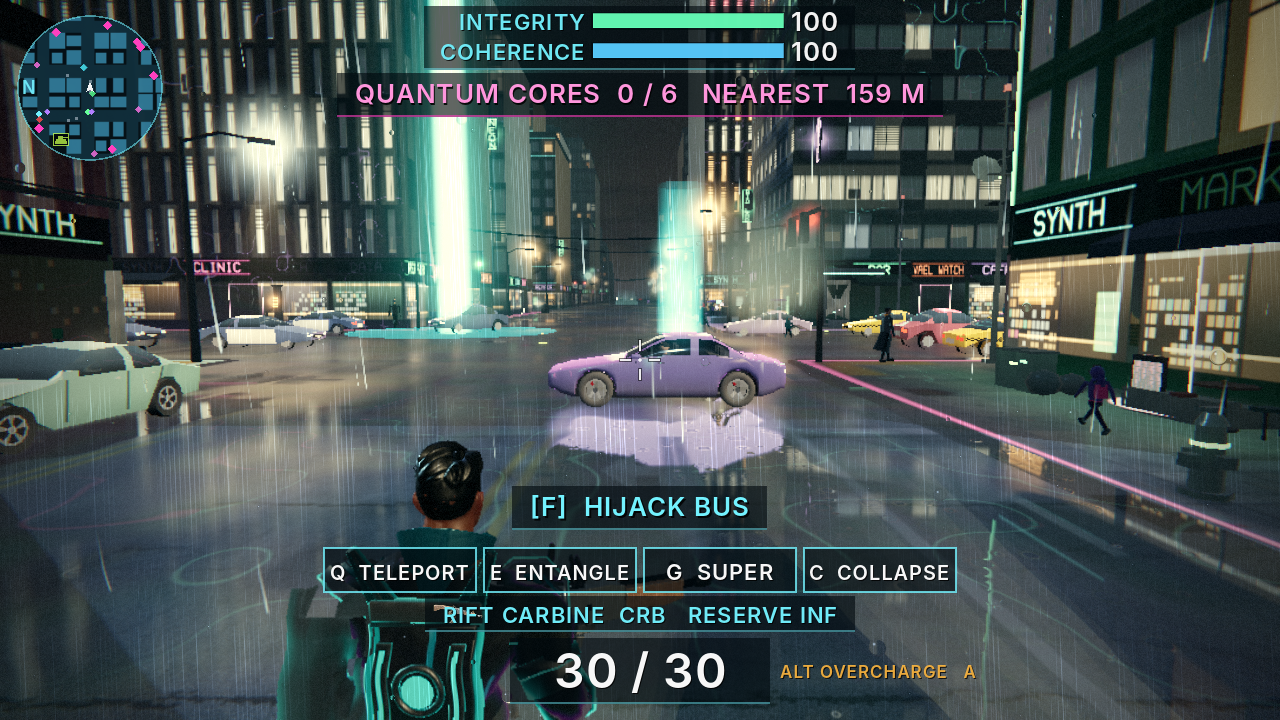 INTEGRITY 100
COHERENCE 100
QUANTUM CORES 0 / 6 NEAREST 159 M
N
YNTH
CLINIC
SYNTH
MARK
[F] HIJACK BUS
Q TELEPORT
E ENTANGLE
G SUPER
C COLLAPSE
RIFT CARBINE CRB RESERVE INF
30 / 30
ALT OVERCHARGE A